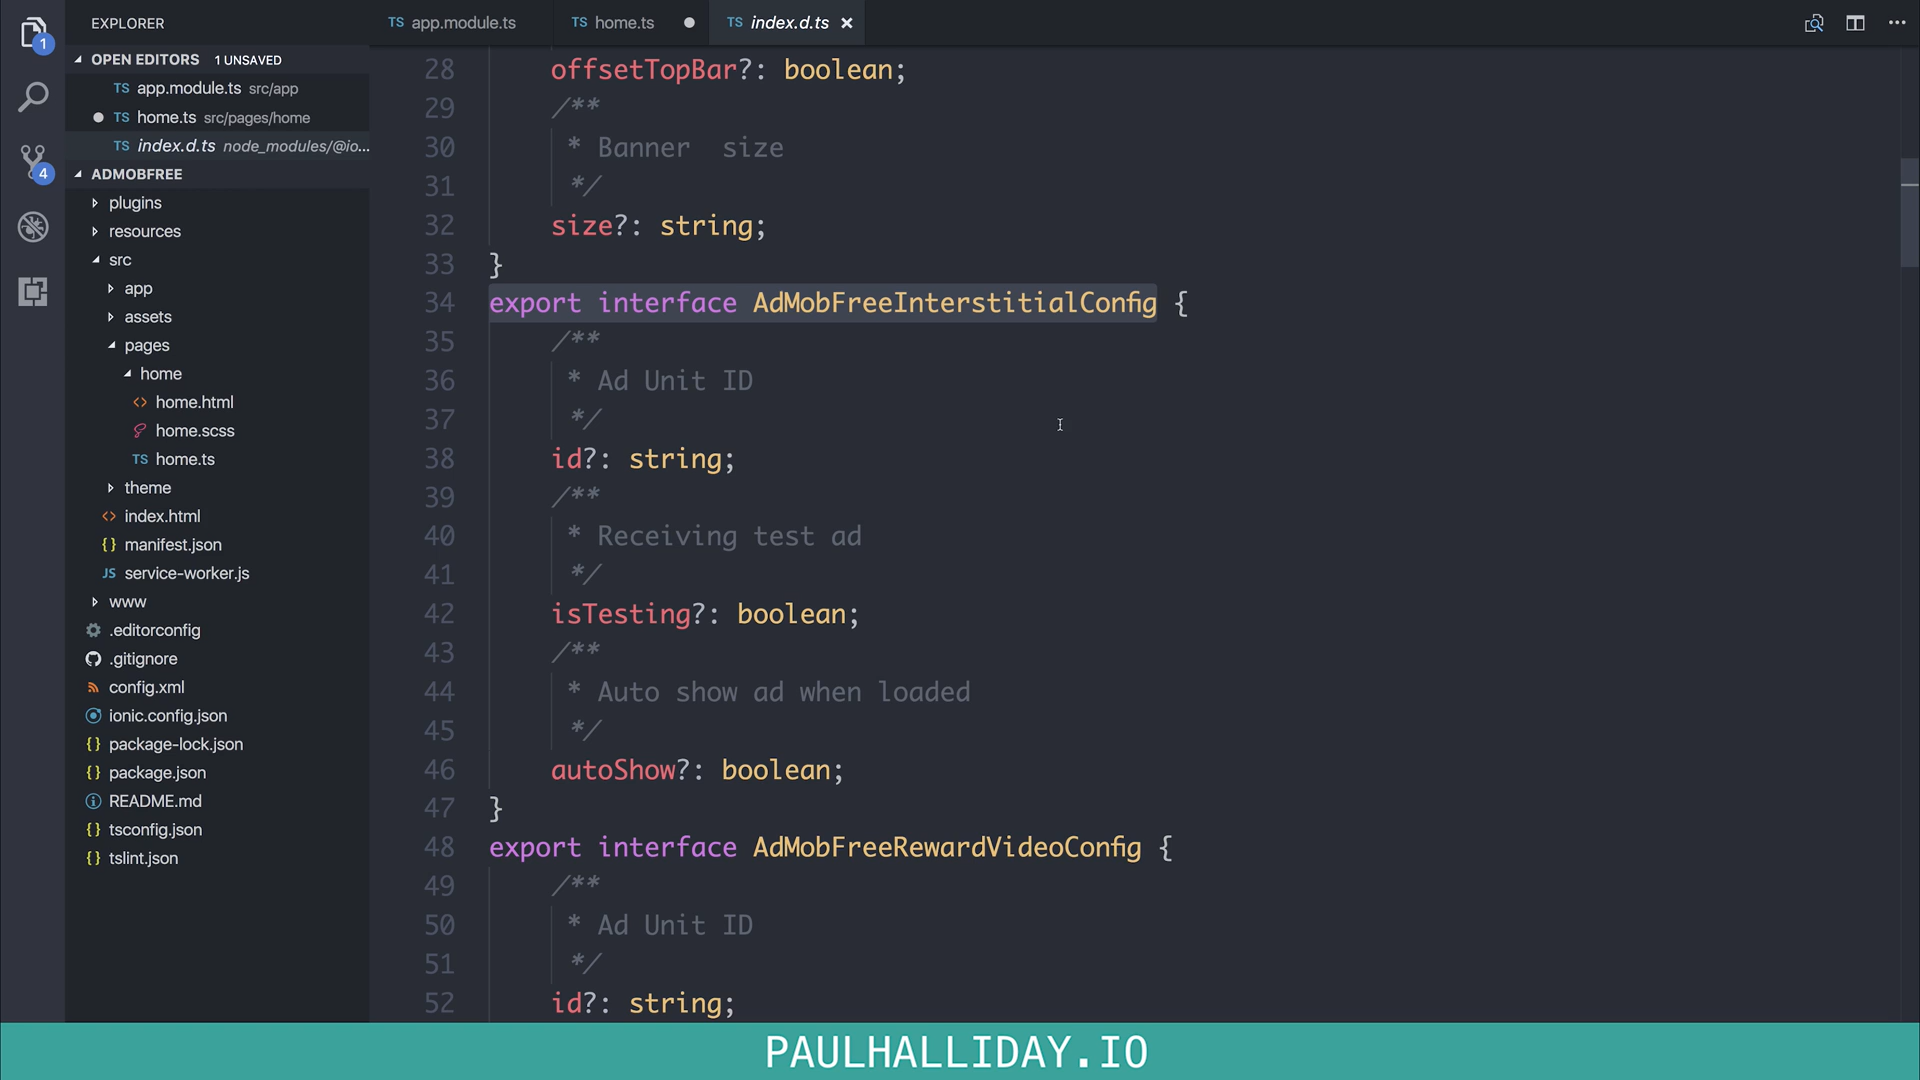 EXPLORER
OPEN EDITORS 1 UNSAVED
TS app.module.ts src/app
TS home.ts src/pages/home
TS index.d.ts node_modules/@io...
ADMOBFREE
plugins
resources
src
app
assets
pages
home
<> home.html
home.scss
TS home.ts
theme
<> index.html
{} manifest.json
JS service-worker.js
www
.editorconfig
.gitignore
config.xml
ionic.config.json
{} package-lock.json
{} package.json
README.md
{} tsconfig.json
{} tslint.json
1
4
TS app.module.ts
TS home.ts
TS index.d.ts
28 offsetTopBar?: boolean;
29 /**
30 * Banner  size
31 */
32 size?: string;
33 }
34 export interface AdMobFreeInterstitialConfig {
35 /**
36 * Ad Unit ID
37 */
38 id?: string;
39 /**
40 * Receiving test ad
41 */
42 isTesting?: boolean;
43 /**
44 * Auto show ad when loaded
45 */
46 autoShow?: boolean;
47 }
48 export interface AdMobFreeRewardVideoConfig {
49 /**
50 * Ad Unit ID
51 */
52 id?: string;
PAULHALLIDAY.IO